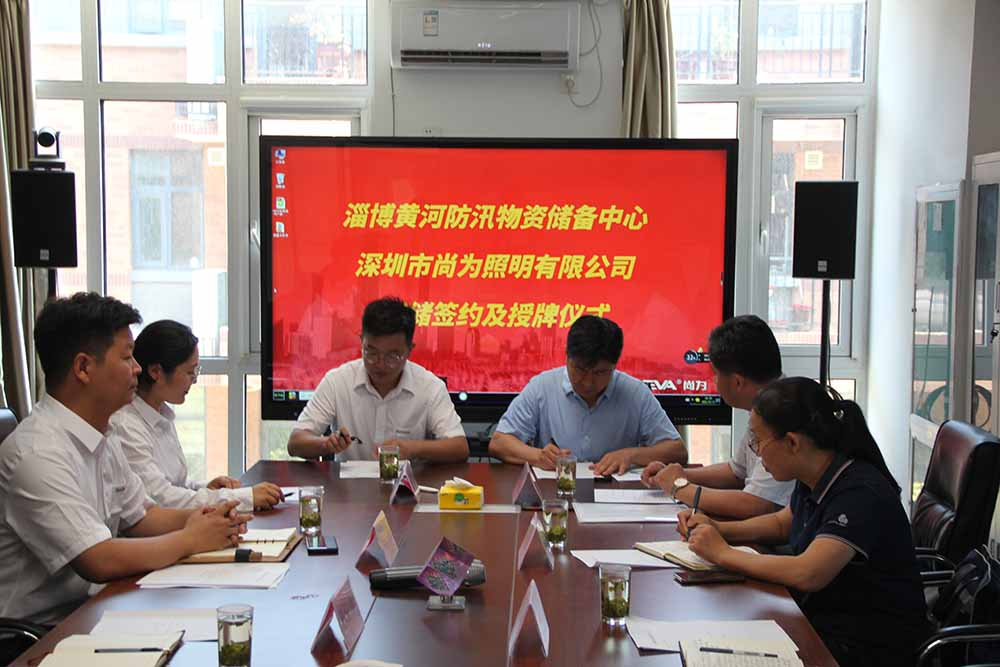 淄博黄河防汛物资储备中心
深圳市尚为照明有限公司
储签约及授牌仪式
EVA® 尚为